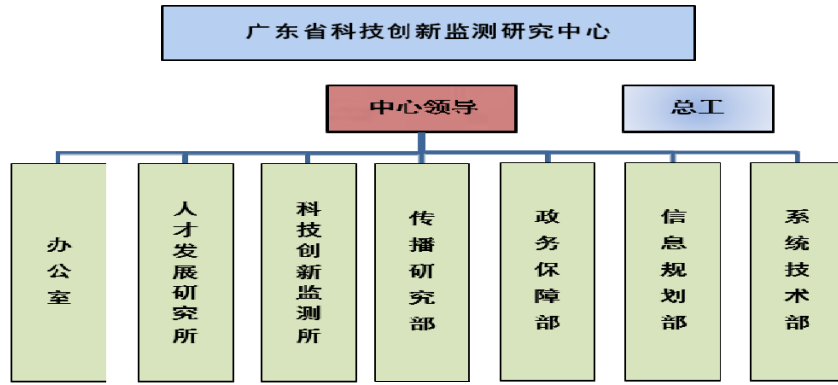 广东省科技创新监测研究中心
中心领导
总工
办公室
人才发展研究所
科技创新监测所
传播研究部
政务保障部
信息规划部
系统技术部